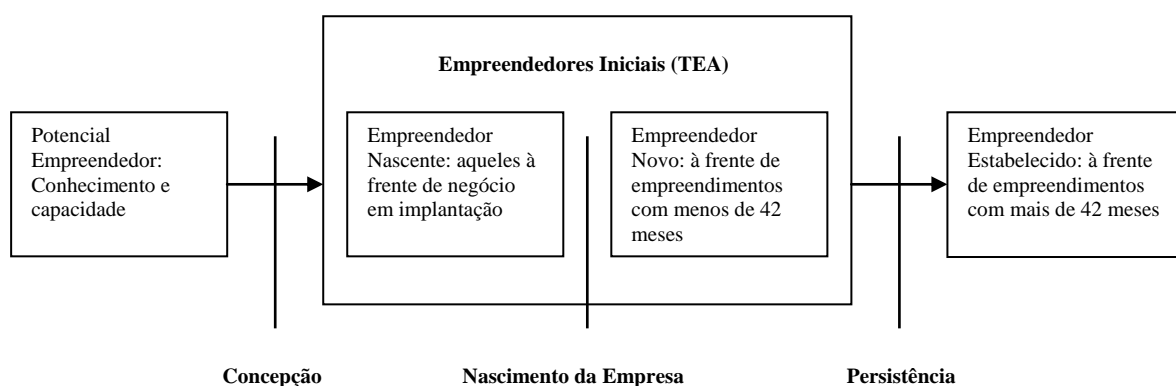 Empreendedores Iniciais (TEA)
Potencial
Empreendedor:
Conhecimento e
capacidade
Empreendedor
Nascente: aqueles à
frente de negócio
em implantação
Empreendedor
Novo: à frente de
empreendimentos
com menos de 42
meses
Empreendedor
Estabelecido: à frente
de empreendimentos
com mais de 42 meses
Concepção
Nascimento da Empresa
Persistência